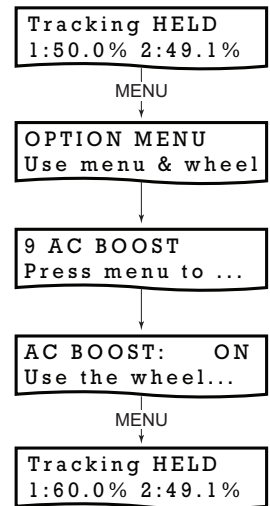 Tracking HELD
1:50.0% 2:49.1%
MENU
OPTION MENU
Use menu & wheel
9 AC BOOST
Press menu to ...
AC BOOST: ON
Use the wheel...
MENU
Tracking HELD
1:60.0% 2:49.1%